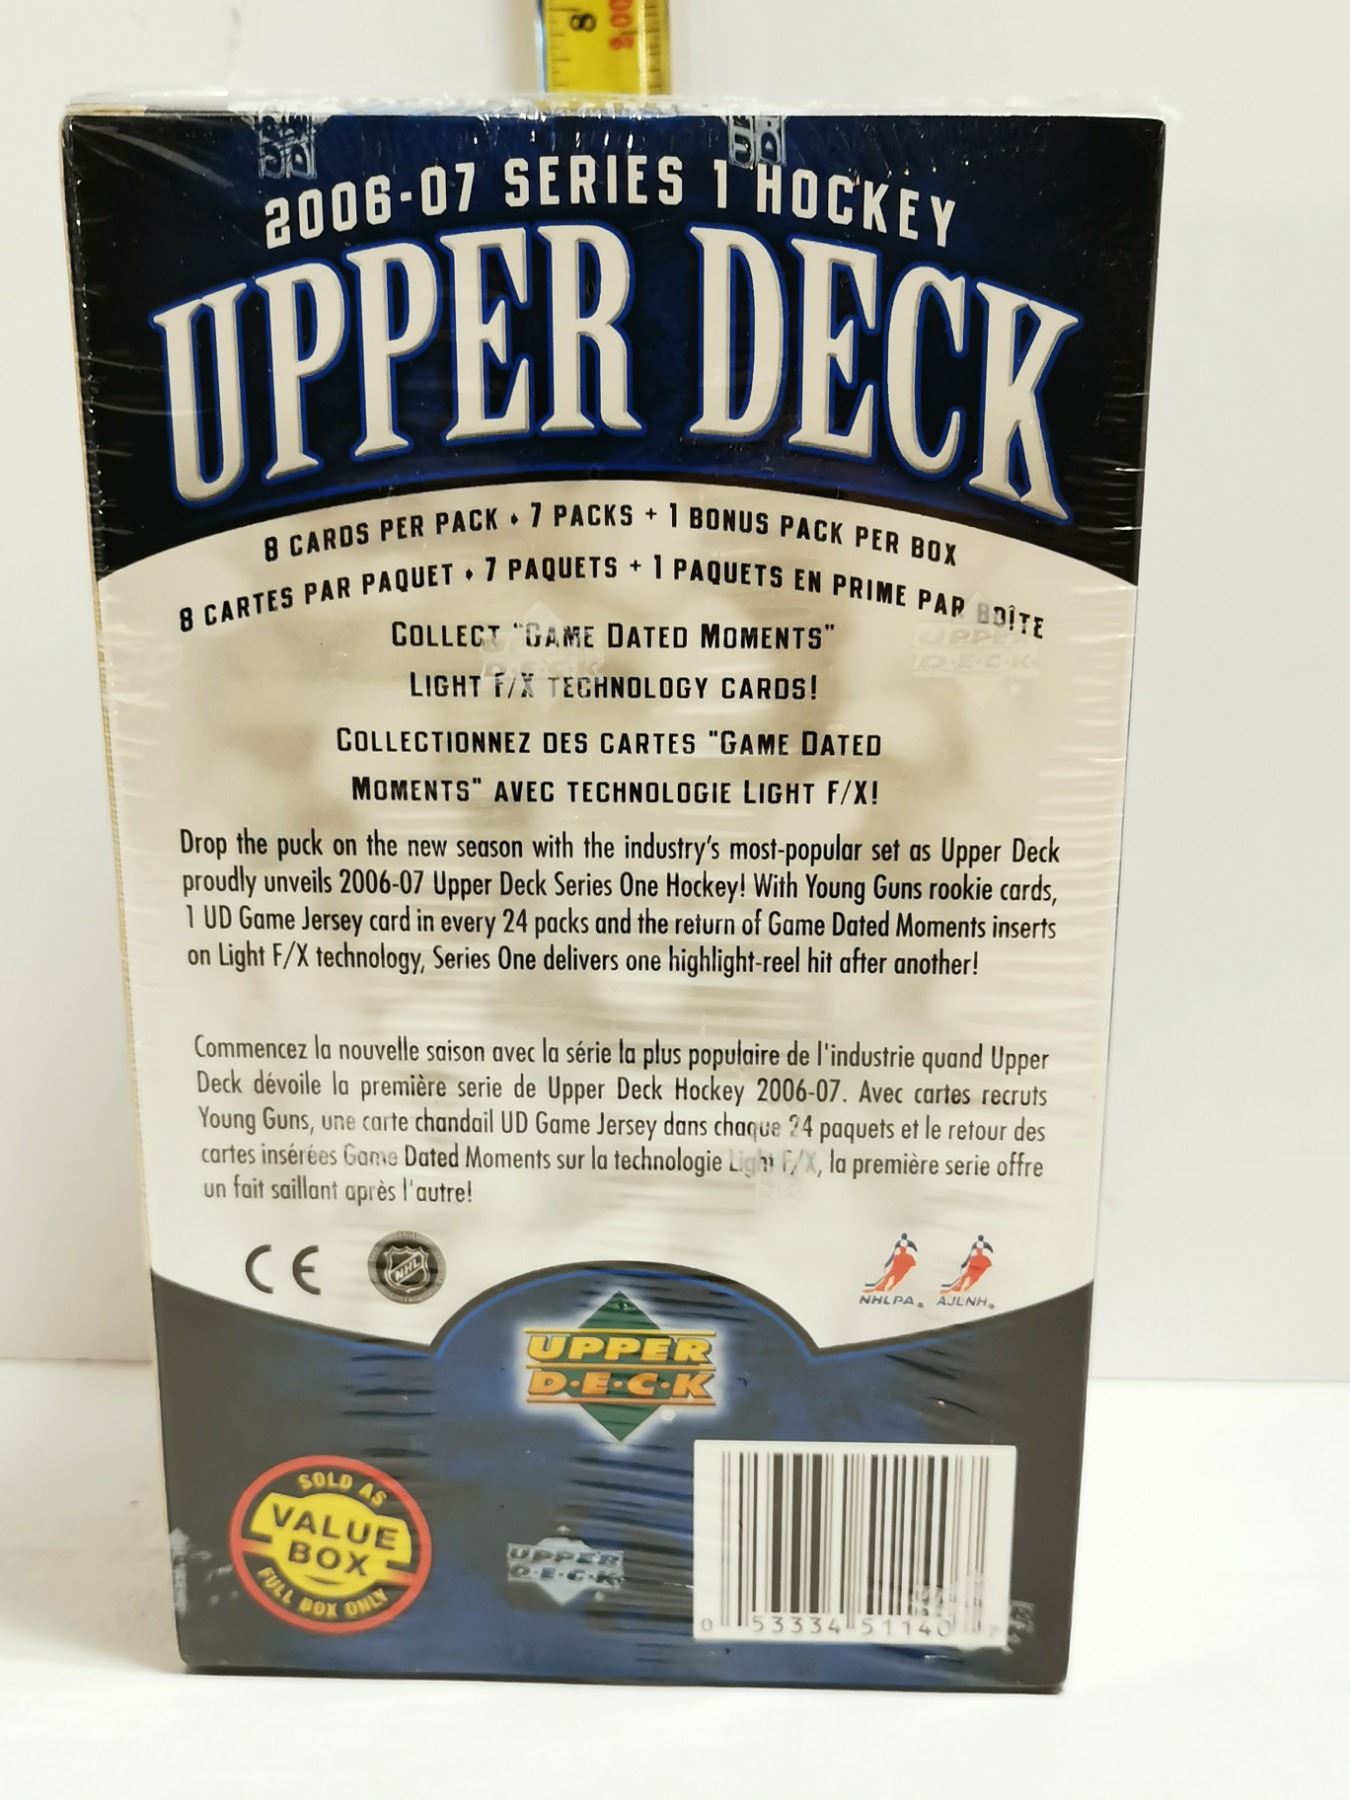 8
2.00
2006-07 SERIES 1 HOCKEY
UPPER DECK
8 CARDS PER PACK • 7 PACKS + 1 BONUS PACK PER BOX
8 CARTES PAR PAQUET • 7 PAQUETS + 1 PAQUETS EN PRIME PAR BOÎTE
COLLECT "GAME DATED MOMENTS"
LIGHT F/X TECHNOLOGY CARDS!
COLLECTIONNEZ DES CARTES "GAME DATED
MOMENTS" AVEC TECHNOLOGIE LIGHT F/X!
Drop the puck on the new season with the industry's most-popular set as Upper Deck
proudly unveils 2006-07 Upper Deck Series One Hockey! With Young Guns rookie cards,
1 UD Game Jersey card in every 24 packs and the return of Game Dated Moments inserts
on Light F/X technology, Series One delivers one highlight-reel hit after another!
Commencez la nouvelle saison avec la série la plus populaire de l'industrie quand Upper
Deck dévoile la première serie de Upper Deck Hockey 2006-07. Avec cartes recruts
Young Guns, une carte chandail UD Game Jersey dans chaque 24 paquets et le retour des
cartes insérées Game Dated Moments sur la technologie Light F/X, la première serie offre
un fait saillant après l'autre!
CE
NHL
NHLPA®
AJLNH®
UPPER
D•E•C•K
SOLD AS
VALUE
BOX
FULL BOX ONLY
UPPER
D•E•C•K
0 53334 51140 7